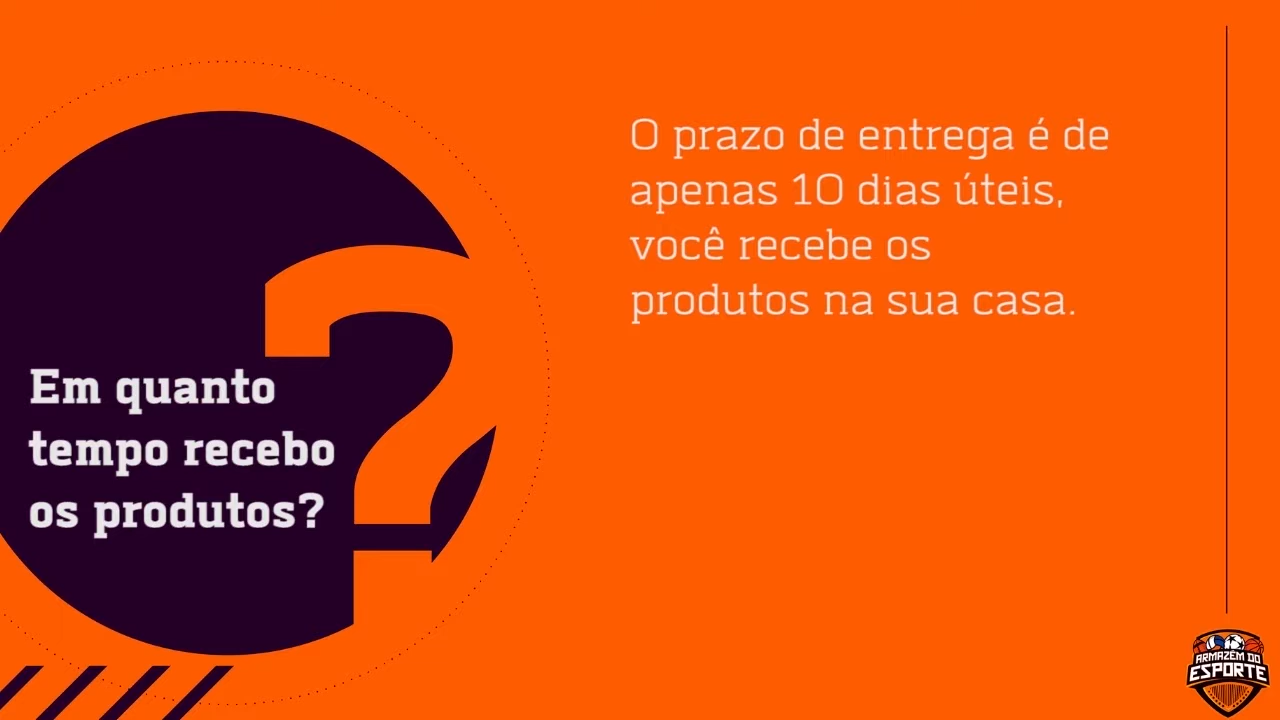 Em quanto
tempo recebo
os produtos?
O prazo de entrega é de
apenas 10 dias úteis,
você recebe os
produtos na sua casa.
ARMAZÉM DO
ESPORTE